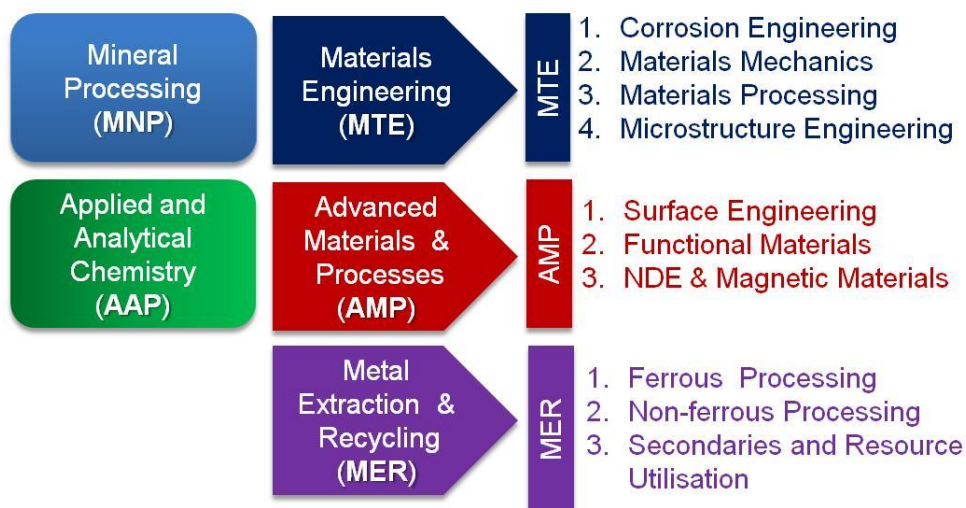 Mineral
Processing
(MNP)
Materials
Engineering
(MTE)
MTE
1. Corrosion Engineering
2. Materials Mechanics
3. Materials Processing
4. Microstructure Engineering
Applied and
Analytical
Chemistry
(AAP)
Advanced
Materials &
Processes
(AMP)
AMP
1. Surface Engineering
2. Functional Materials
3. NDE & Magnetic Materials
Metal
Extraction &
Recycling
(MER)
MER
1. Ferrous Processing
2. Non-ferrous Processing
3. Secondaries and Resource
Utilisation